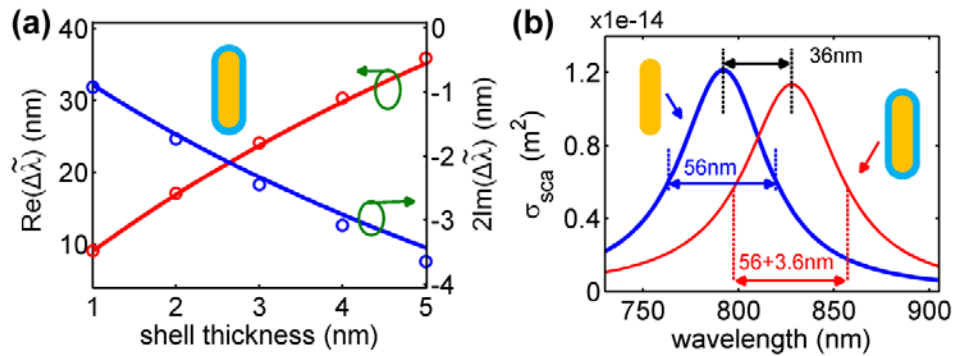 (a)
40
30
20
10
Re(Δλ̃) (nm)
0
-1
-2
-3
-4
2Im(Δλ̃) (nm)
1 2 3 4 5
shell thickness (nm)
(b)
x1e-14
1.2
0.8
0.4
0
σsca (m²)
36nm
56nm
56+3.6nm
750 800 850 900
wavelength (nm)